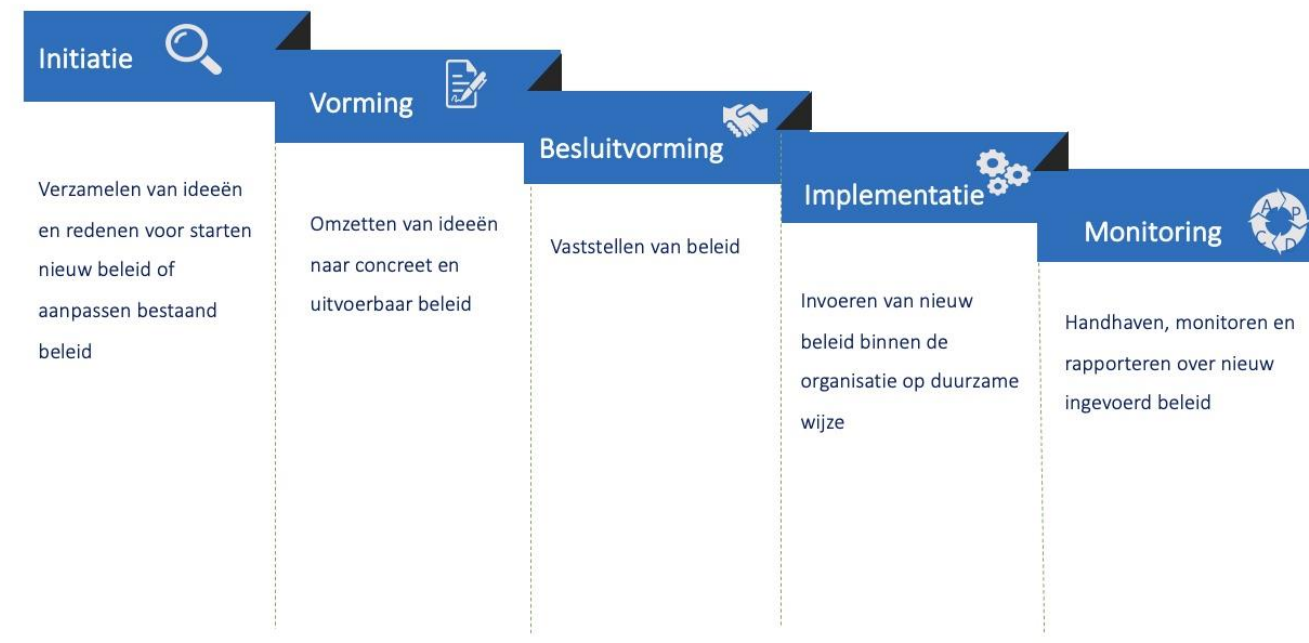 Initiatie
Verzamelen van ideeën
en redenen voor starten
nieuw beleid of
aanpassen bestaand
beleid
Vorming
Omzetten van ideeën
naar concreet en
uitvoerbaar beleid
Besluitvorming
Vaststellen van beleid
Implementatie
Invoeren van nieuw
beleid binnen de
organisatie op duurzame
wijze
Monitoring
A P
C D
Handhaven, monitoren en
rapporteren over nieuw
ingevoerd beleid